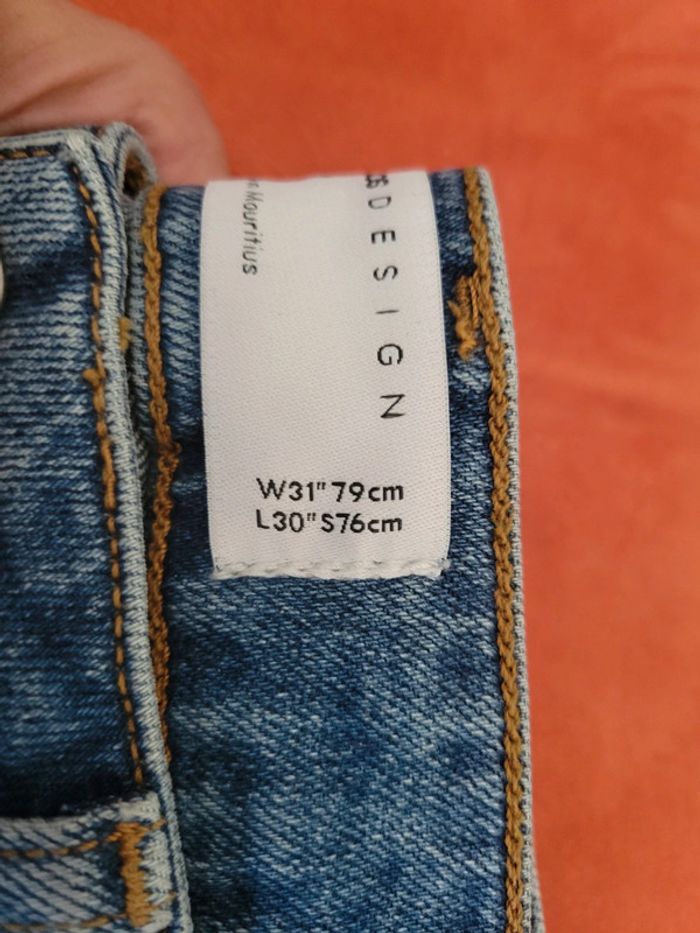 DESIGN
Mauritius
W31" 79cm
L30" S76cm